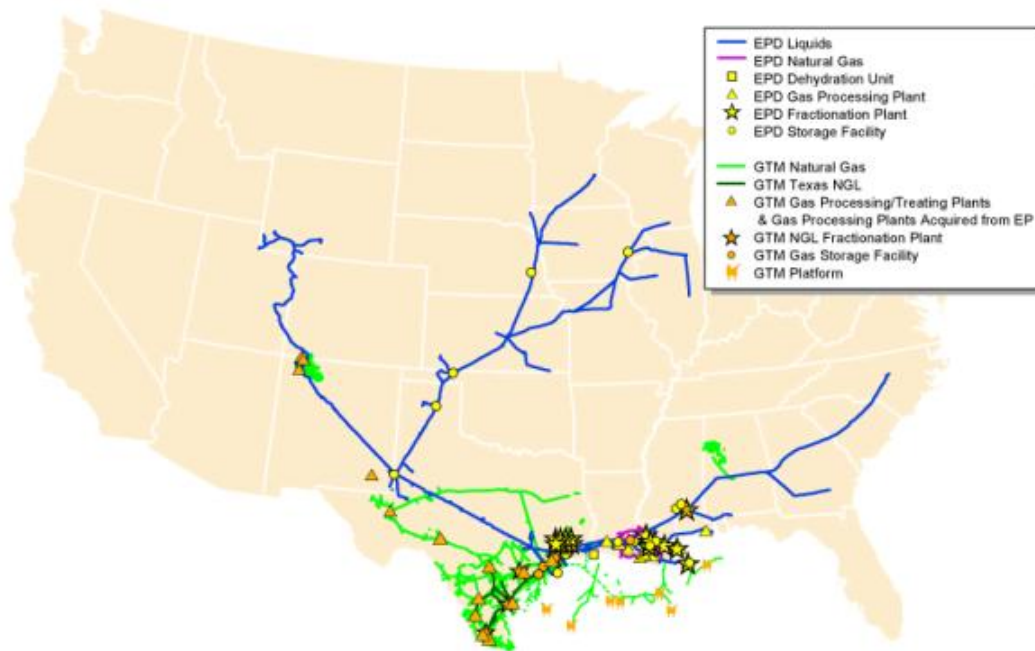 EPD Liquids
EPD Natural Gas
EPD Dehydration Unit
EPD Gas Processing Plant
EPD Fractionation Plant
EPD Storage Facility
GTM Natural Gas
GTM Texas NGL
GTM Gas Processing/Treating Plants
& Gas Processing Plants Acquired from EP
GTM NGL Fractionation Plant
GTM Gas Storage Facility
GTM Platform